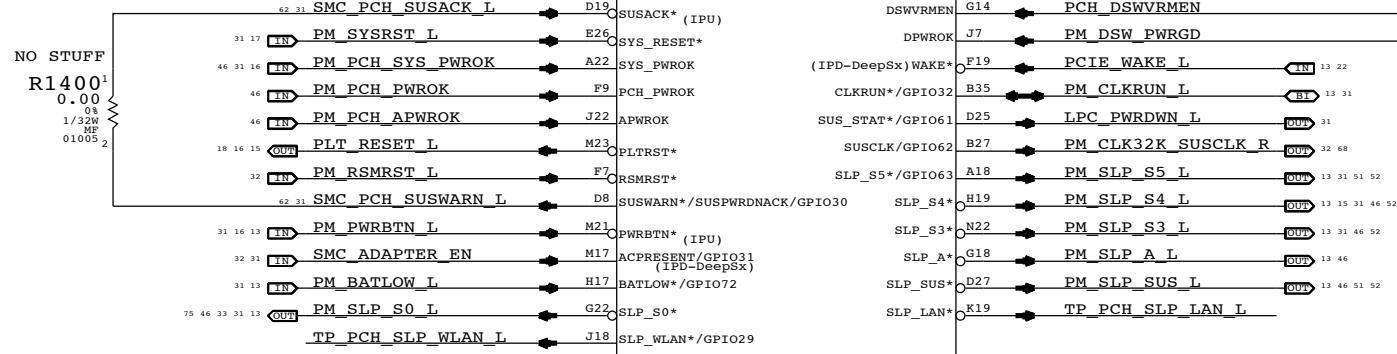 62 31 SMC_PCH_SUSACK_L D19 SUSACK* (IPU) DSWVRMEN G14 PCH_DSWVRMEN
31 17 IN PM_SYSRST_L E26 SYS_RESET* DPWROK J7 PM_DSW_PWRGD
NO STUFF
46 31 16 IN PM_PCH_SYS_PWROK A22 SYS_PWROK (IPD-DeepSx)WAKE* F19 PCIE_WAKE_L IN 13 22
R1400 1
46 IN PM_PCH_PWROK F9 PCH_PWROK CLKRUN*/GPIO32 B35 PM_CLKRUN_L BI 13 31
0.00
0%
1/32W
MF
01005 2
46 IN PM_PCH_APWROK J22 APWROK SUS_STAT*/GPIO61 D25 LPC_PWRDWN_L OUT 31
18 16 15 OUT PLT_RESET_L M23 PLTRST* SUSCLK/GPIO62 B27 PM_CLK32K_SUSCLK_R OUT 32 68
32 IN PM_RSMRST_L F7 RSMRST* SLP_S5*/GPIO63 A18 PM_SLP_S5_L OUT 13 31 51 52
62 31 SMC_PCH_SUSWARN_L D8 SUSWARN*/SUSPWRDNACK/GPIO30 SLP_S4* H19 PM_SLP_S4_L OUT 13 15 31 46 52
31 16 13 IN PM_PWRBTN_L M21 PWRBTN* (IPU) SLP_S3* N22 PM_SLP_S3_L OUT 13 31 46 52
32 31 IN SMC_ADAPTER_EN M17 ACPRESENT/GPIO31 SLP_A* G18 PM_SLP_A_L OUT 13 46
(IPD-DeepSx)
31 13 IN PM_BATLOW_L H17 BATLOW*/GPIO72 SLP_SUS* D27 PM_SLP_SUS_L OUT 13 46 51 52
75 46 33 31 13 OUT PM_SLP_S0_L G22 SLP_S0* SLP_LAN* K19 TP_PCH_SLP_LAN_L
TP_PCH_SLP_WLAN_L J18 SLP_WLAN*/GPIO29